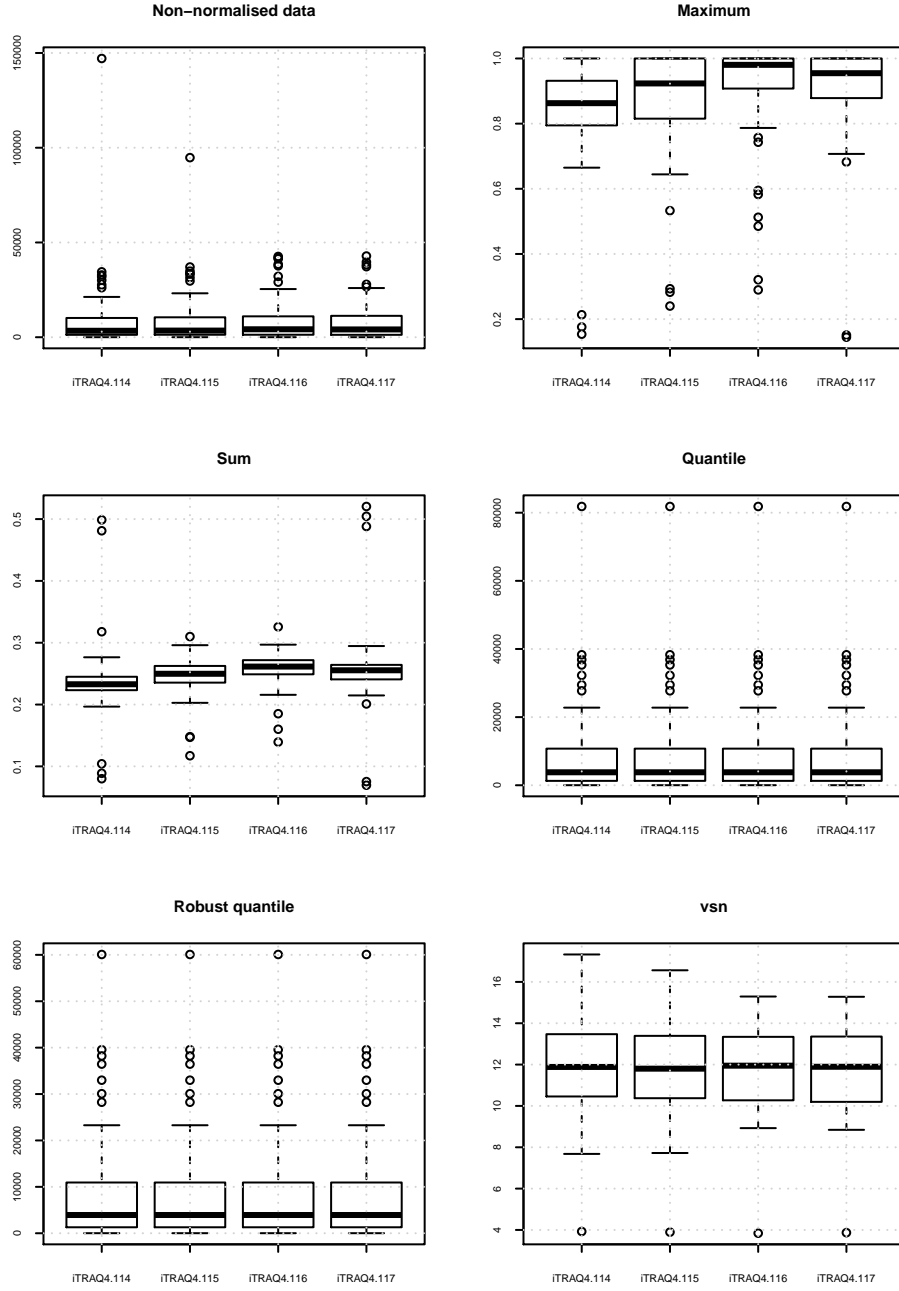 Non−normalised data
Maximum
150000
100000
50000
0
1.0
0.8
0.6
0.4
0.2
iTRAQ4.114 iTRAQ4.115 iTRAQ4.116 iTRAQ4.117
iTRAQ4.114 iTRAQ4.115 iTRAQ4.116 iTRAQ4.117
Sum
Quantile
0.5
0.4
0.3
0.2
0.1
80000
60000
40000
20000
0
iTRAQ4.114 iTRAQ4.115 iTRAQ4.116 iTRAQ4.117
iTRAQ4.114 iTRAQ4.115 iTRAQ4.116 iTRAQ4.117
Robust quantile
vsn
60000
50000
40000
30000
20000
10000
0
16
14
12
10
8
6
4
iTRAQ4.114 iTRAQ4.115 iTRAQ4.116 iTRAQ4.117
iTRAQ4.114 iTRAQ4.115 iTRAQ4.116 iTRAQ4.117